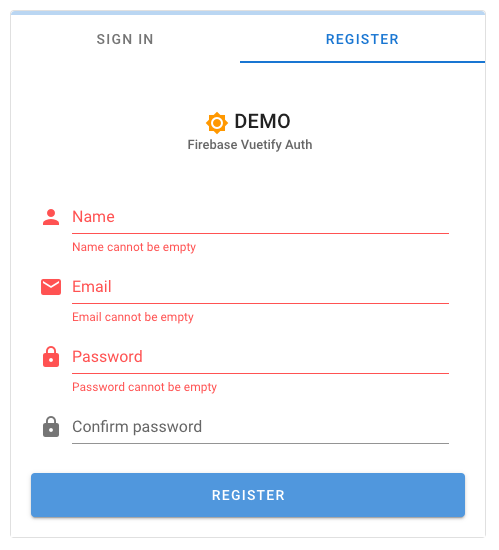 SIGN IN
REGISTER
DEMO
Firebase Vuetify Auth
Name
Name cannot be empty
Email
Email cannot be empty
Password
Password cannot be empty
Confirm password
REGISTER